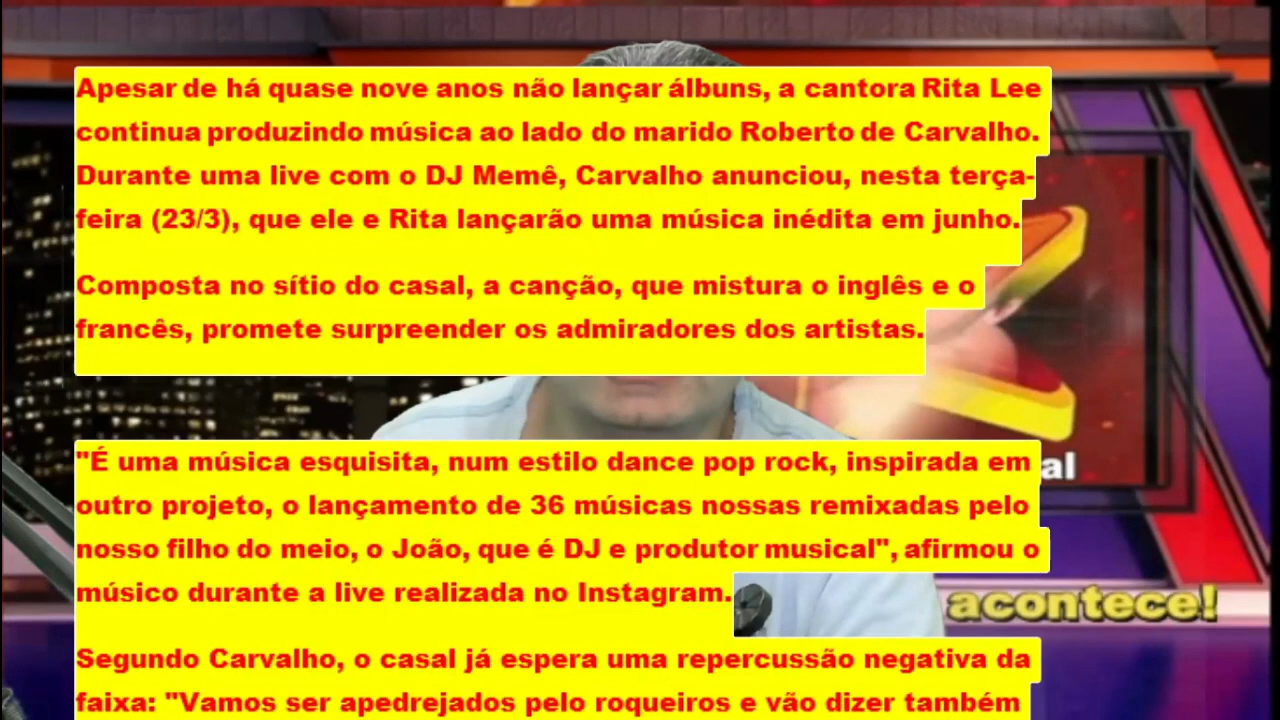 Apesar de há quase nove anos não lançar álbuns, a cantora Rita Lee
continua produzindo música ao lado do marido Roberto de Carvalho.
Durante uma live com o DJ Memê, Carvalho anunciou, nesta terça-
feira (23/3), que ele e Rita lançarão uma música inédita em junho.
Composta no sítio do casal, a canção, que mistura o inglês e o
francês, promete surpreender os admiradores dos artistas.
"É uma música esquisita, num estilo dance pop rock, inspirada em
outro projeto, o lançamento de 36 músicas nossas remixadas pelo
nosso filho do meio, o João, que é DJ e produtor musical", afirmou o
músico durante a live realizada no Instagram.
Segundo Carvalho, o casal já espera uma repercussão negativa da
faixa: "Vamos ser apedrejados pelo roqueiros e vão dizer também
al
acontece!